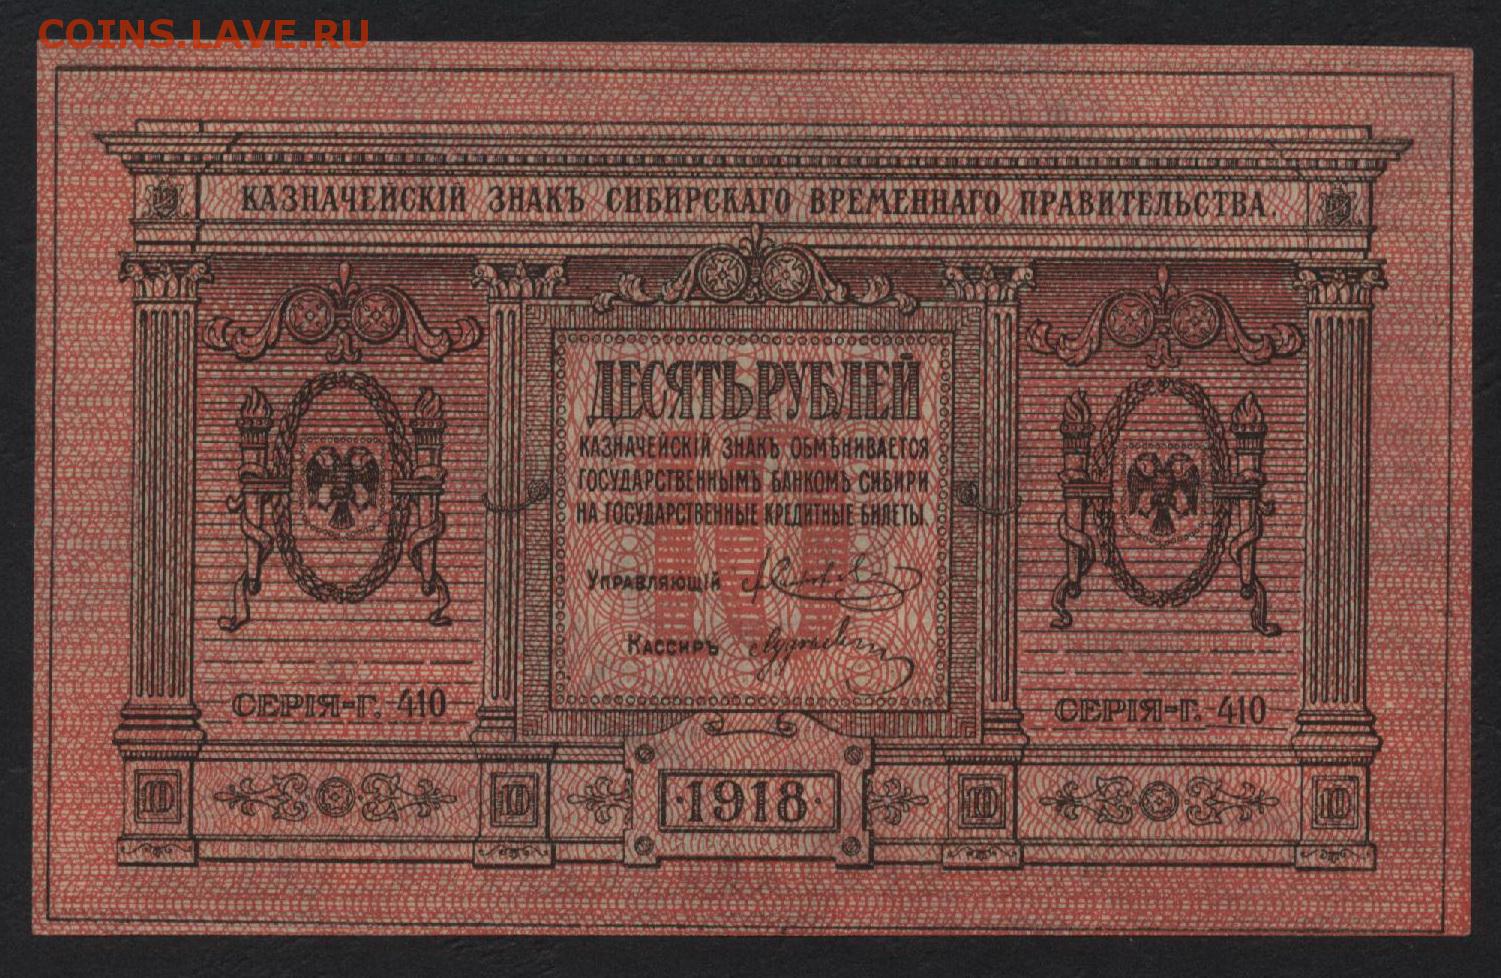 COINS.LAVE.RU
КАЗНАЧЕЙСКІЙ ЗНАКЪ СИБИРСКАГО ВРЕМЕННАГО ПРАВИТЕЛЬСТВА.
ДЕСЯТЬ РУБЛЕЙ
КАЗНАЧЕЙСКІЙ ЗНАКЪ ОБМѢНИВАЕТСЯ
ГОСУДАРСТВЕННЫМЪ БАНКОМЪ СИБИРИ
НА ГОСУДАРСТВЕННЫЕ КРЕДИТНЫЕ БИЛЕТЫ.
10
УПРАВЛЯЮЩІЙ
КАССИРЪ
СЕРІЯ-Г. 410
СЕРІЯ-Г. 410
10 10 ·1918· 10 10